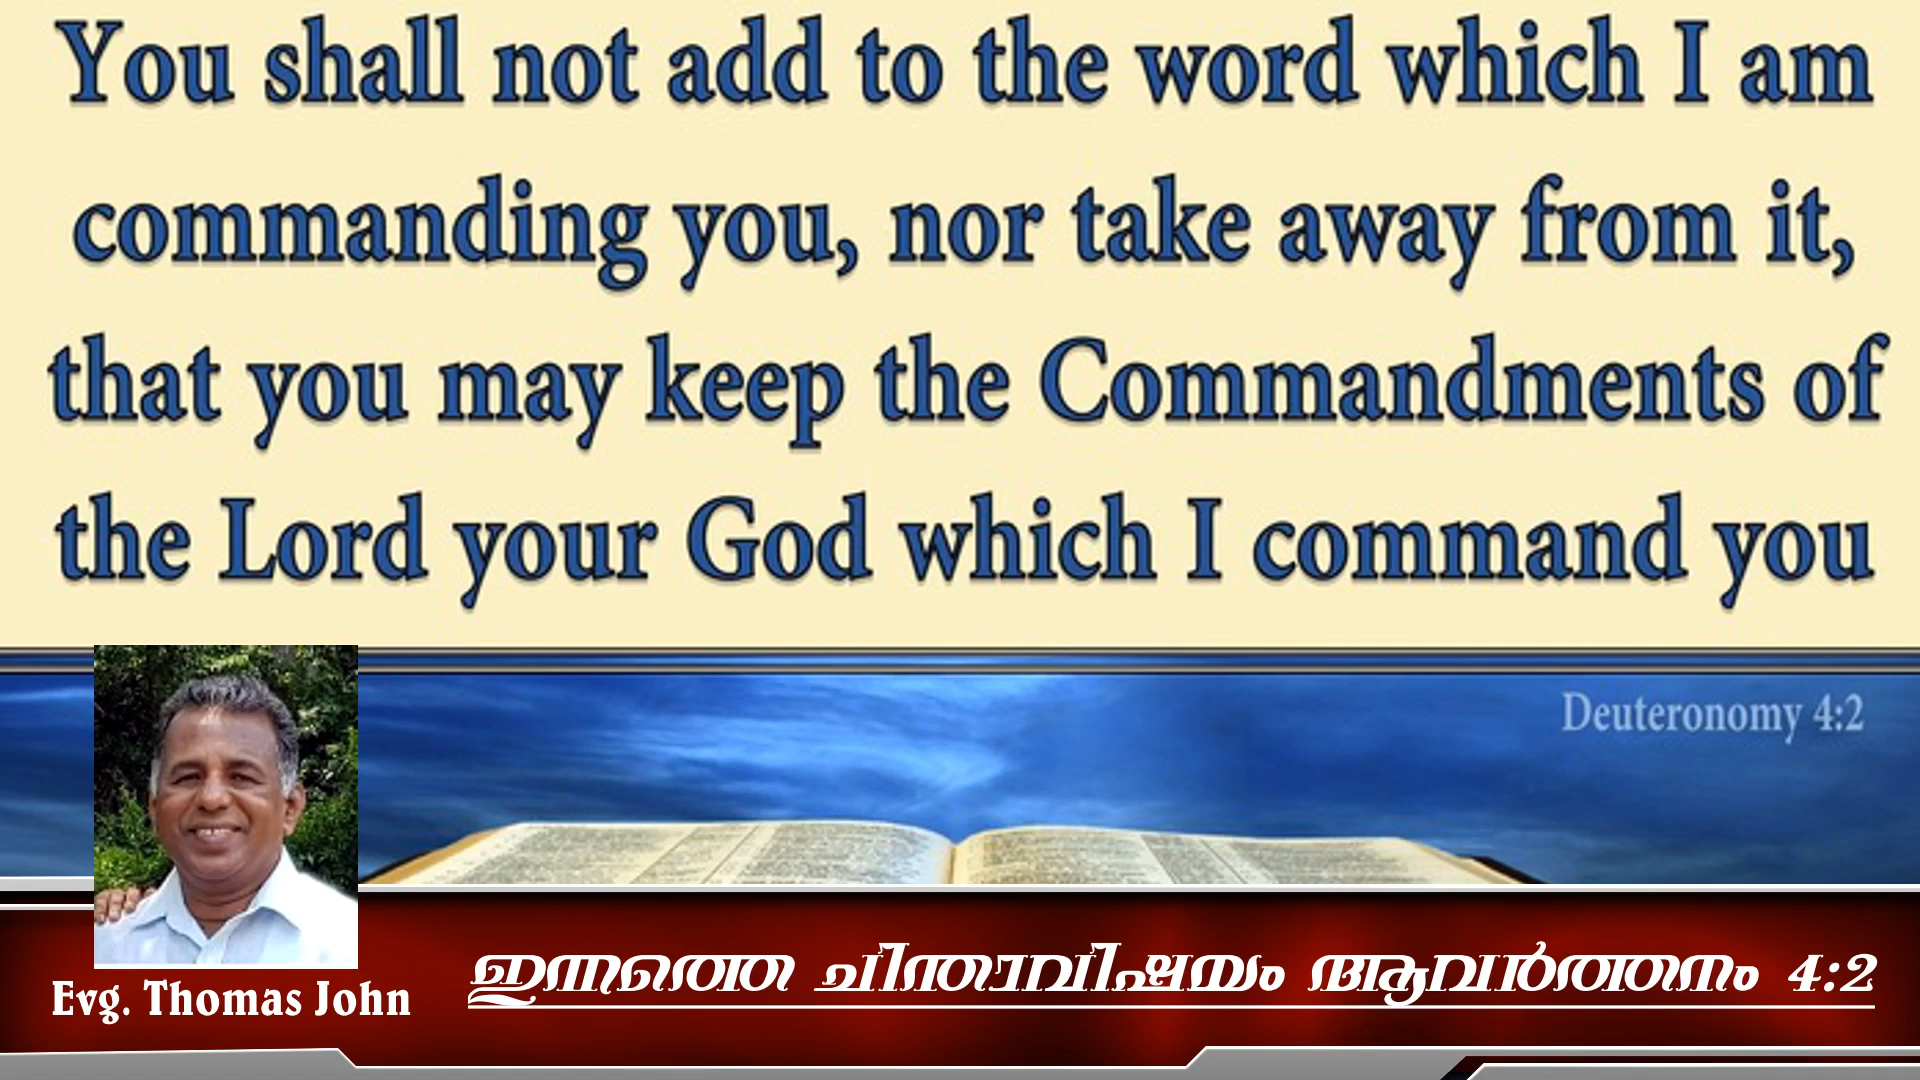 You shall not add to the word which I am
commanding you, nor take away from it,
that you may keep the Commandments of
the Lord your God which I command you
Deuteronomy 4:2
Evg. Thomas John
ഇന്നത്തെ ചിന്താവിഷയം ആവർത്തനം 4:2